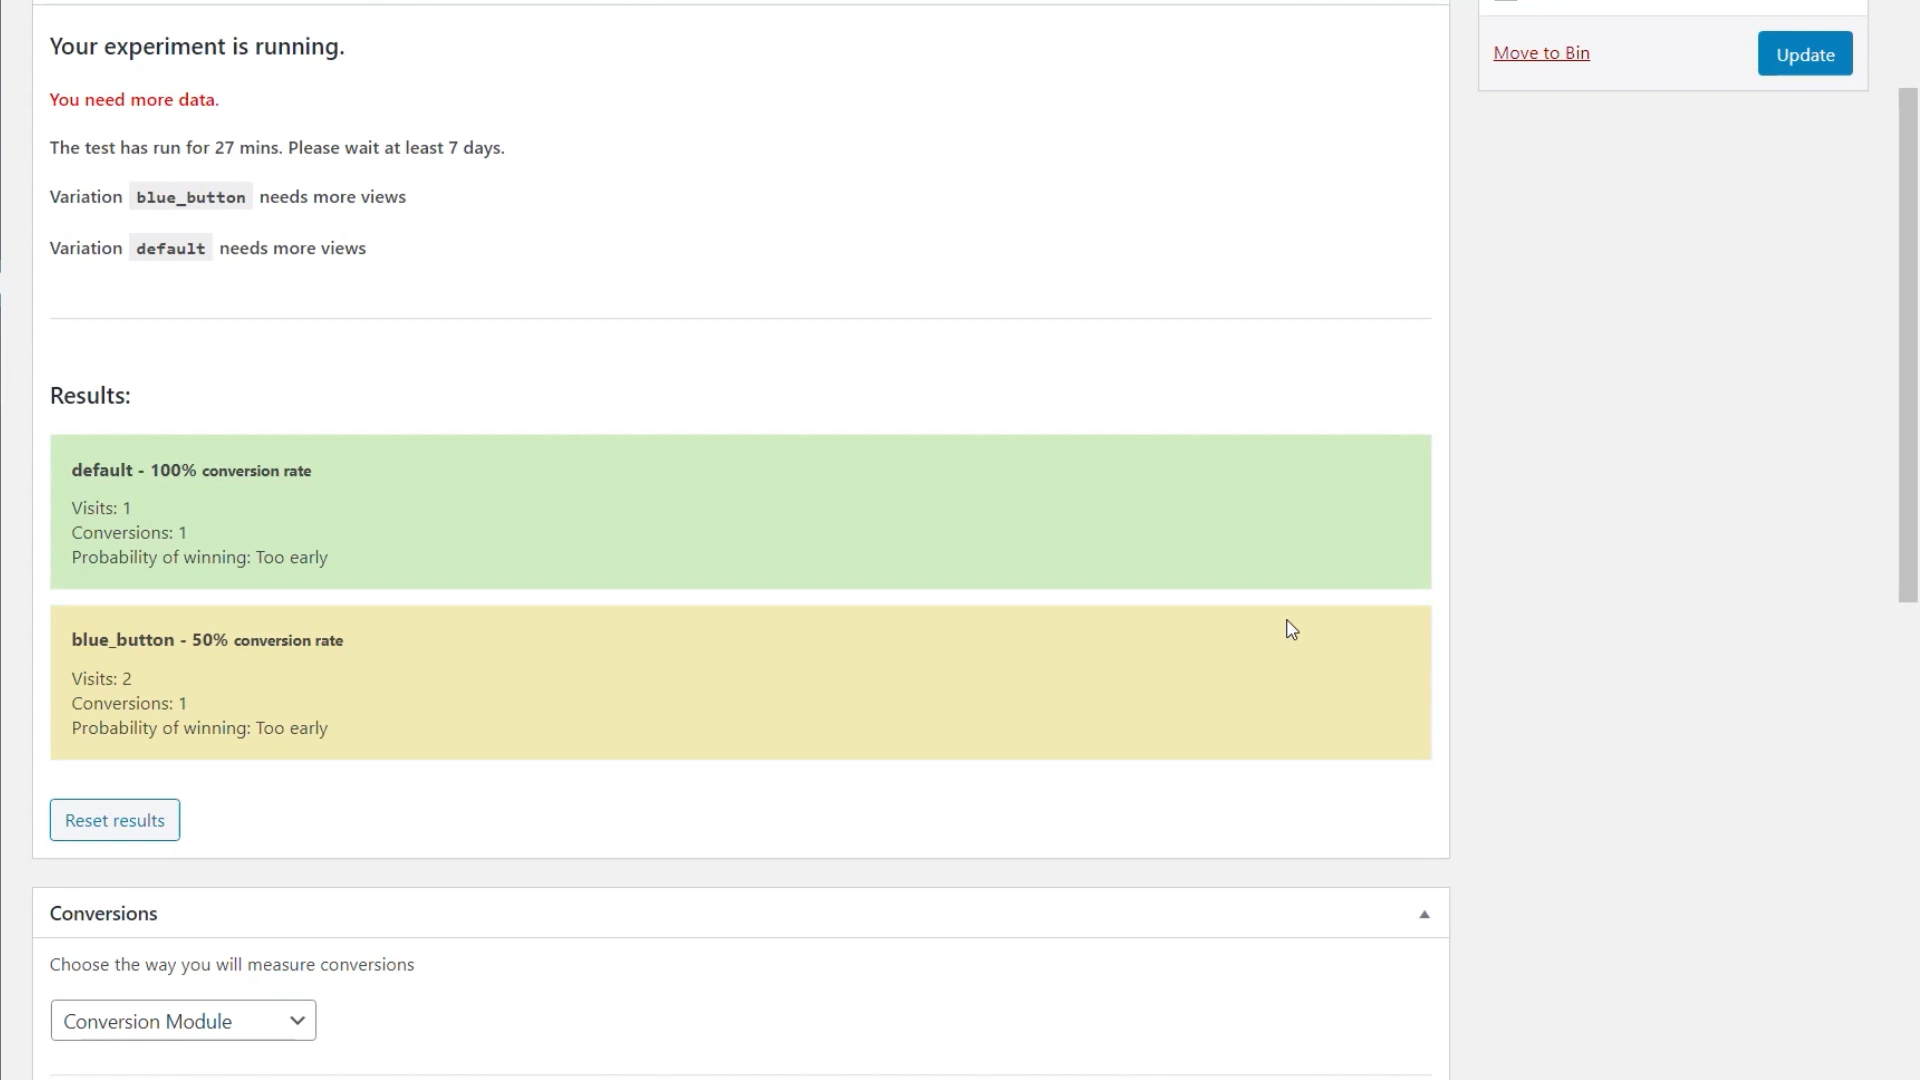 Your experiment is running.
Move to Bin
Update
You need more data.
The test has run for 27 mins. Please wait at least 7 days.
Variation blue_button needs more views
Variation default needs more views
Results:
default - 100% conversion rate
Visits: 1
Conversions: 1
Probability of winning: Too early
blue_button - 50% conversion rate
Visits: 2
Conversions: 1
Probability of winning: Too early
Reset results
Conversions
Choose the way you will measure conversions
Conversion Module